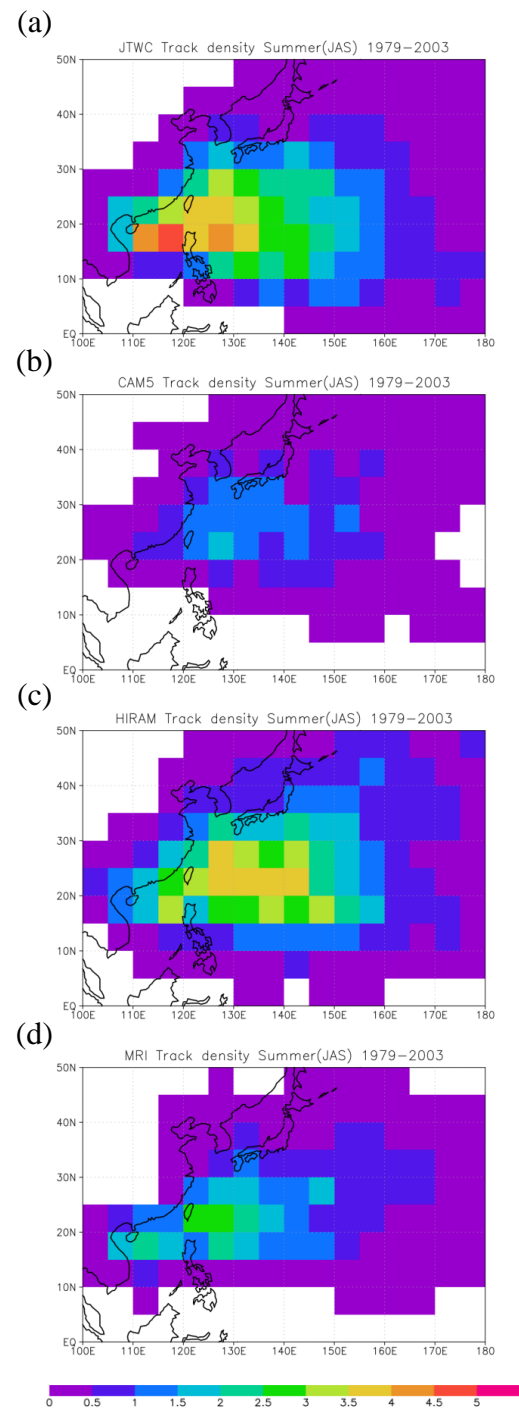 (a)
JTWC Track density Summer(JAS) 1979−2003
50N
40N
30N
20N
10N
EQ
100E 110E 120E 130E 140E 150E 160E 170E 180
(b)
CAM5 Track density Summer(JAS) 1979−2003
50N
40N
30N
20N
10N
EQ
100E 110E 120E 130E 140E 150E 160E 170E 180
(c)
HIRAM Track density Summer(JAS) 1979−2003
50N
40N
30N
20N
10N
EQ
100E 110E 120E 130E 140E 150E 160E 170E 180
(d)
MRI Track density Summer(JAS) 1979−2003
50N
40N
30N
20N
10N
EQ
100E 110E 120E 130E 140E 150E 160E 170E 180
0 0.5 1 1.5 2 2.5 3 3.5 4 4.5 5